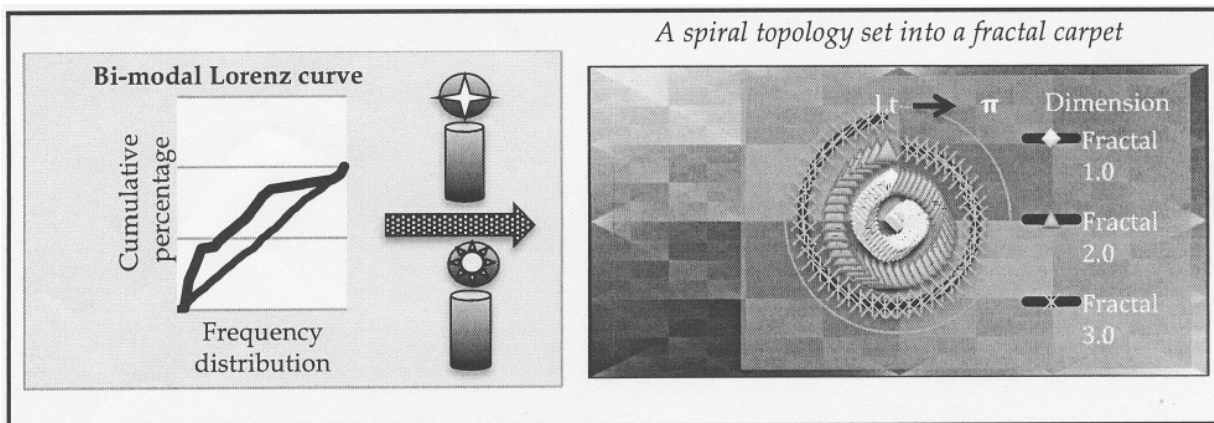 A spiral topology set into a fractal carpet
Bi-modal Lorenz curve
Cumulative
percentage
Frequency
distribution
π
Dimension
Fractal
1.0
Fractal
2.0
Fractal
3.0